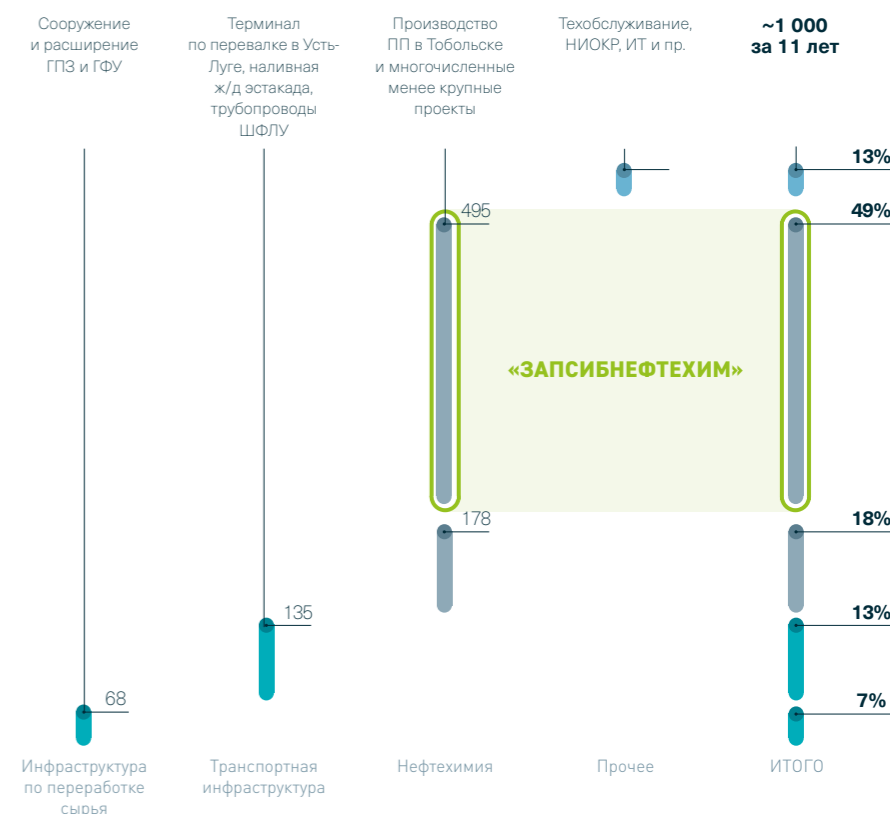 Сооружение
и расширение
ГПЗ и ГФУ
Терминал
по перевалке в Усть-
Луге, наливная
ж/д эстакада,
трубопроводы
ШФЛУ
Производство
ПП в Тобольске
и многочисленные
менее крупные
проекты
Техобслуживание,
НИОКР, ИТ и пр.
~1 000
за 11 лет
13%
495
49%
«ЗАПСИБНЕФТЕХИМ»
178
18%
135
13%
68
7%
Инфраструктура
по переработке
сырья
Транспортная
инфраструктура
Нефтехимия
Прочее
ИТОГО